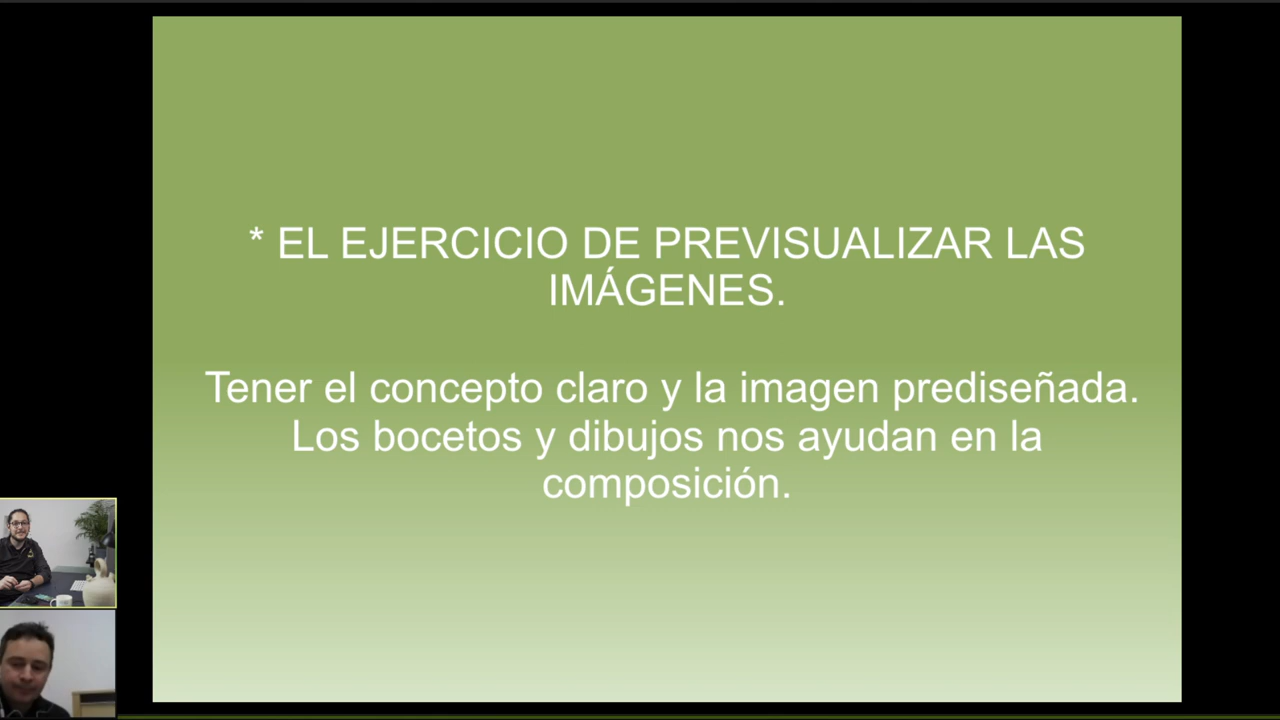 * EL EJERCICIO DE PREVISUALIZAR LAS
IMÁGENES.
Tener el concepto claro y la imagen prediseñada.
Los bocetos y dibujos nos ayudan en la
composición.